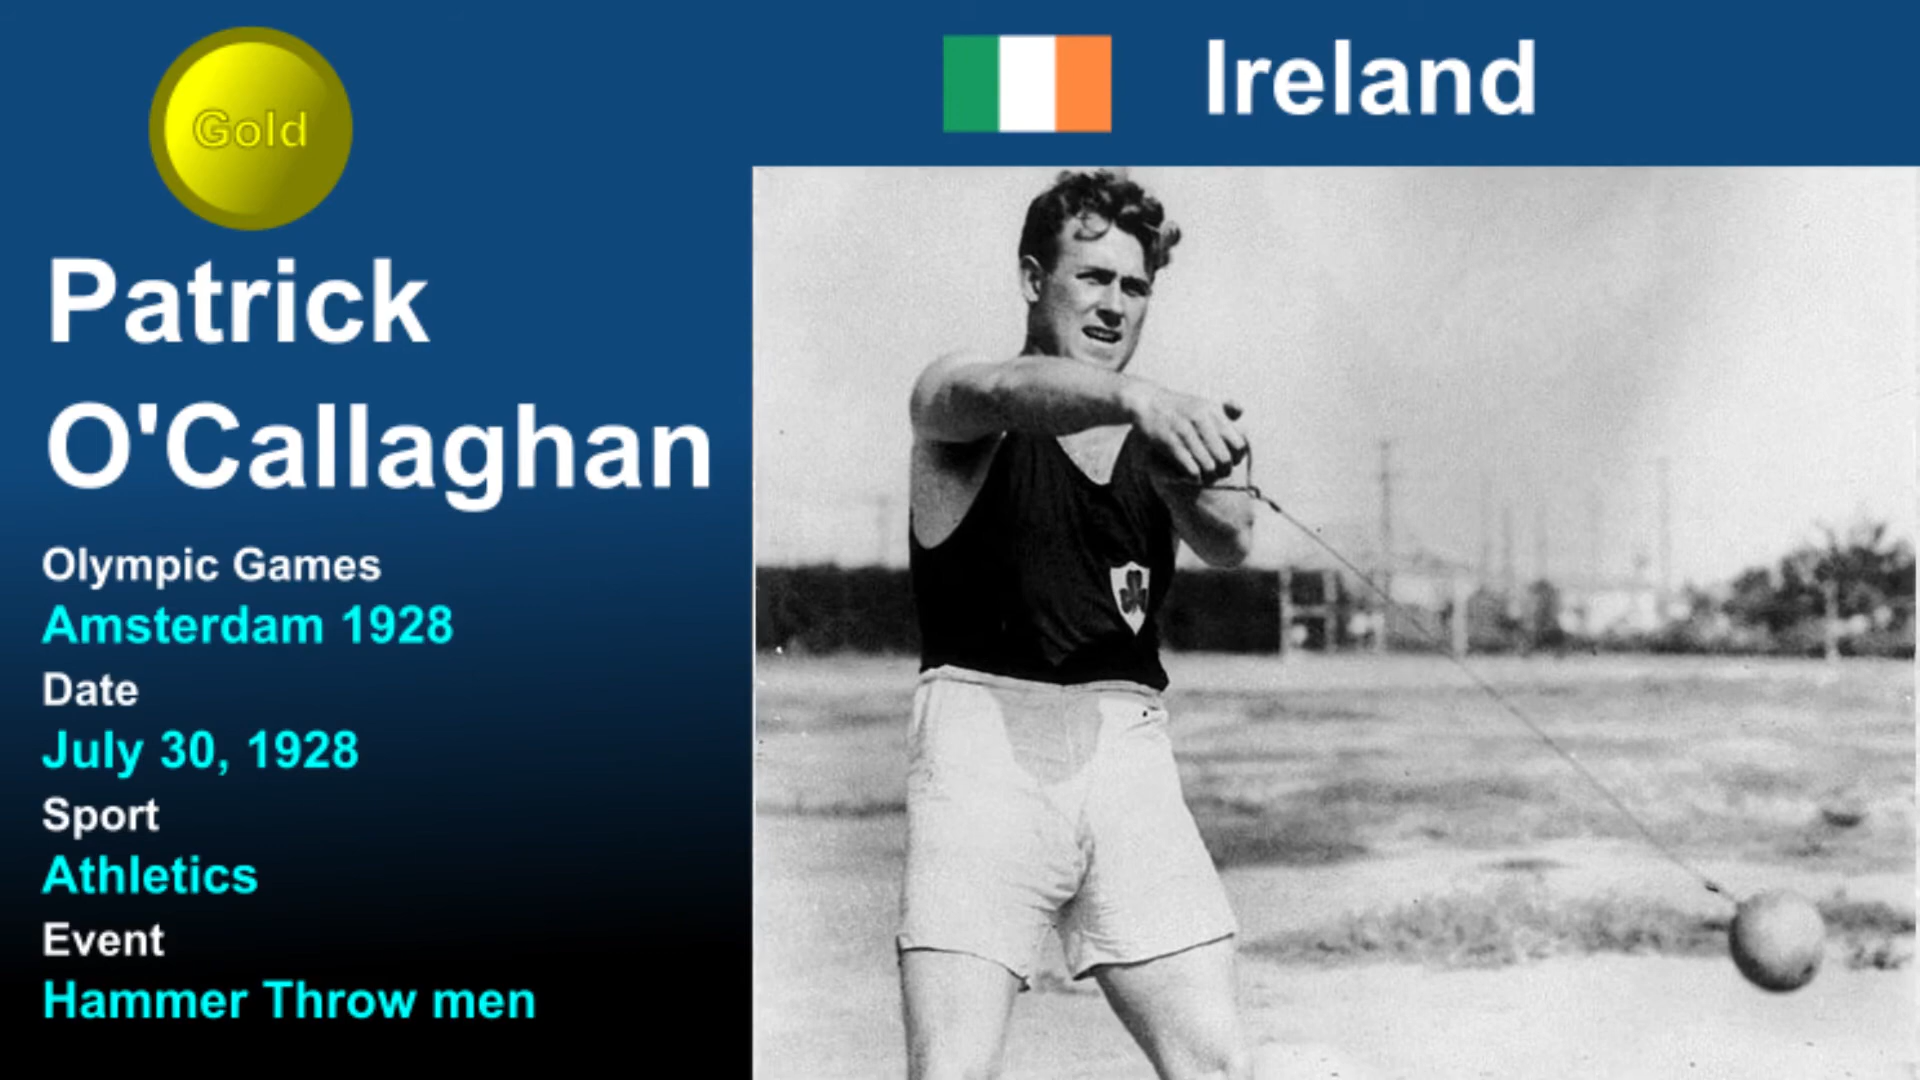 Gold
Ireland
Patrick
O'Callaghan
Olympic Games
Amsterdam 1928
Date
July 30, 1928
Sport
Athletics
Event
Hammer Throw men